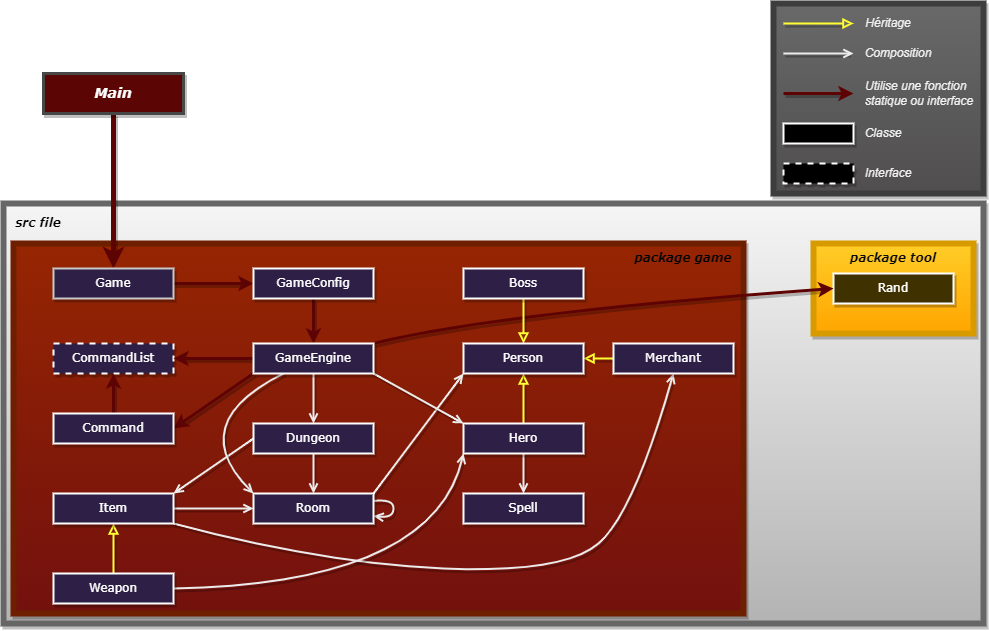 Héritage
Composition
Utilise une fonction
statique ou interface
Classe
Interface
Main
src file
package game
package tool
Game
GameConfig
Boss
Rand
CommandList
GameEngine
Person
Merchant
Command
Dungeon
Hero
Item
Room
Spell
Weapon